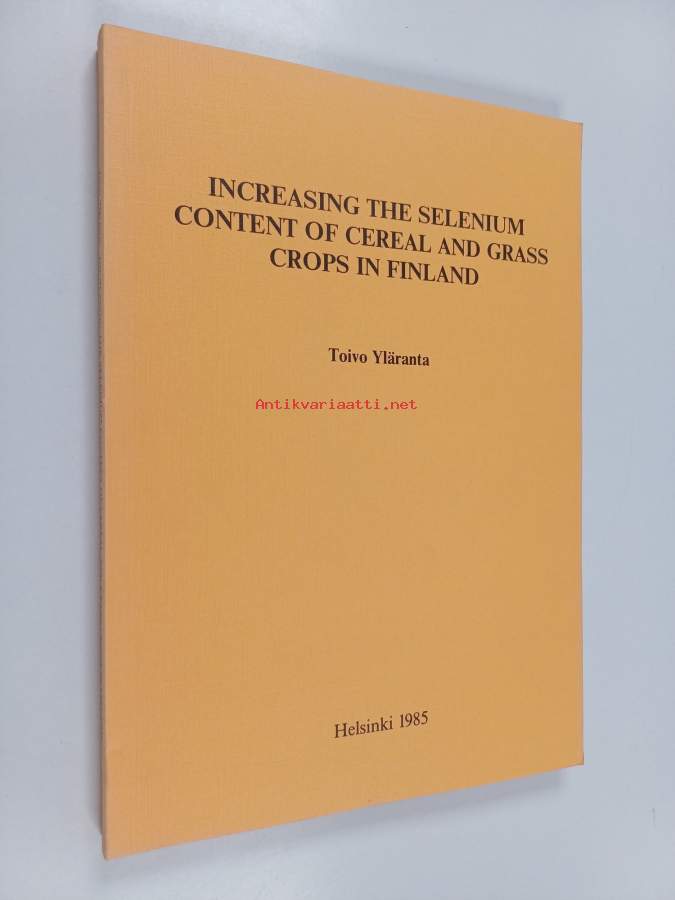 INCREASING THE SELENIUM
CONTENT OF CEREAL AND GRASS
CROPS IN FINLAND
Toivo Yläranta
Antikvariaatti.net
Helsinki 1985